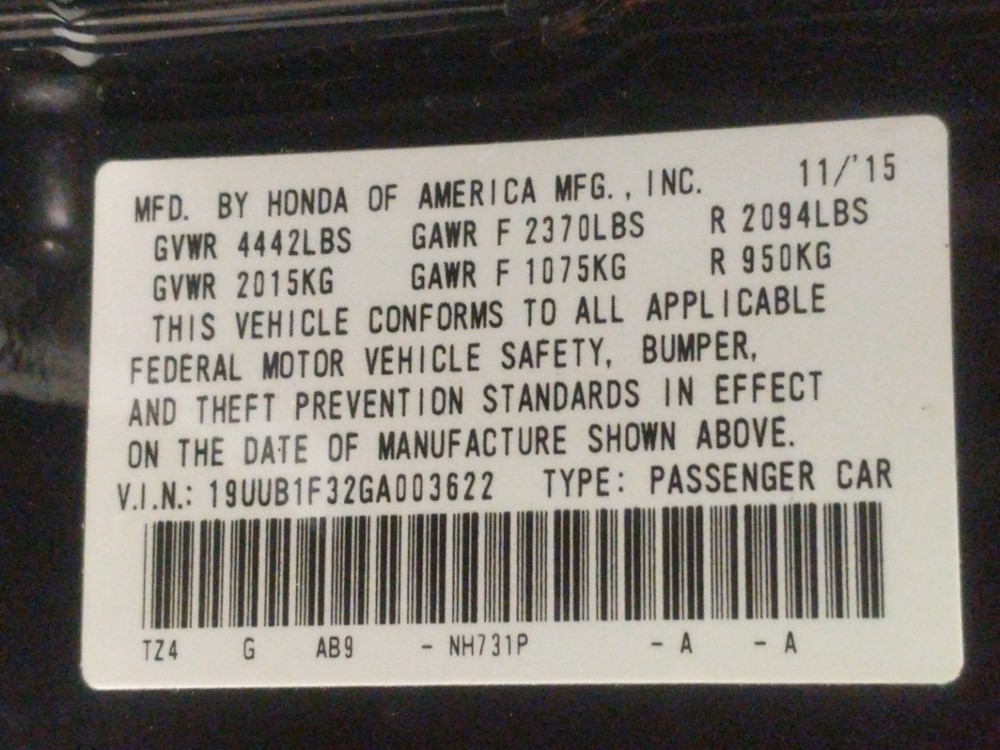 MFD. BY HONDA OF AMERICA MFG., INC. 11/'15
GVWR 4442LBS GAWR F 2370LBS R 2094LBS
GVWR 2015KG GAWR F 1075KG R 950KG
THIS VEHICLE CONFORMS TO ALL APPLICABLE
FEDERAL MOTOR VEHICLE SAFETY, BUMPER,
AND THEFT PREVENTION STANDARDS IN EFFECT
ON THE DATE OF MANUFACTURE SHOWN ABOVE.
V.I.N.: 19UUB1F32GA003622 TYPE: PASSENGER CAR
TZ4 G AB9 - NH731P - A - A